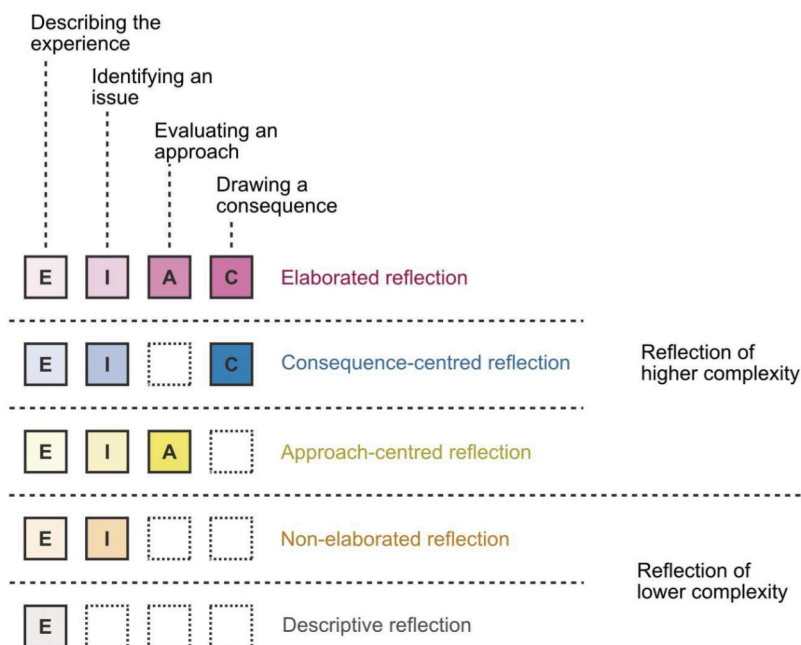 Describing the
experience
Identifying an
issue
Evaluating an
approach
Drawing a
consequence
E I A C Elaborated reflection
E I C Consequence-centred reflection
Reflection of
higher complexity
E I A Approach-centred reflection
E I Non-elaborated reflection
Reflection of
lower complexity
E Descriptive reflection